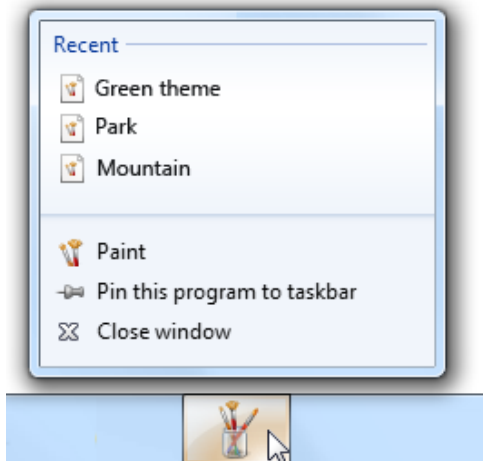 Recent
Green theme
Park
Mountain
Paint
Pin this program to taskbar
Close window